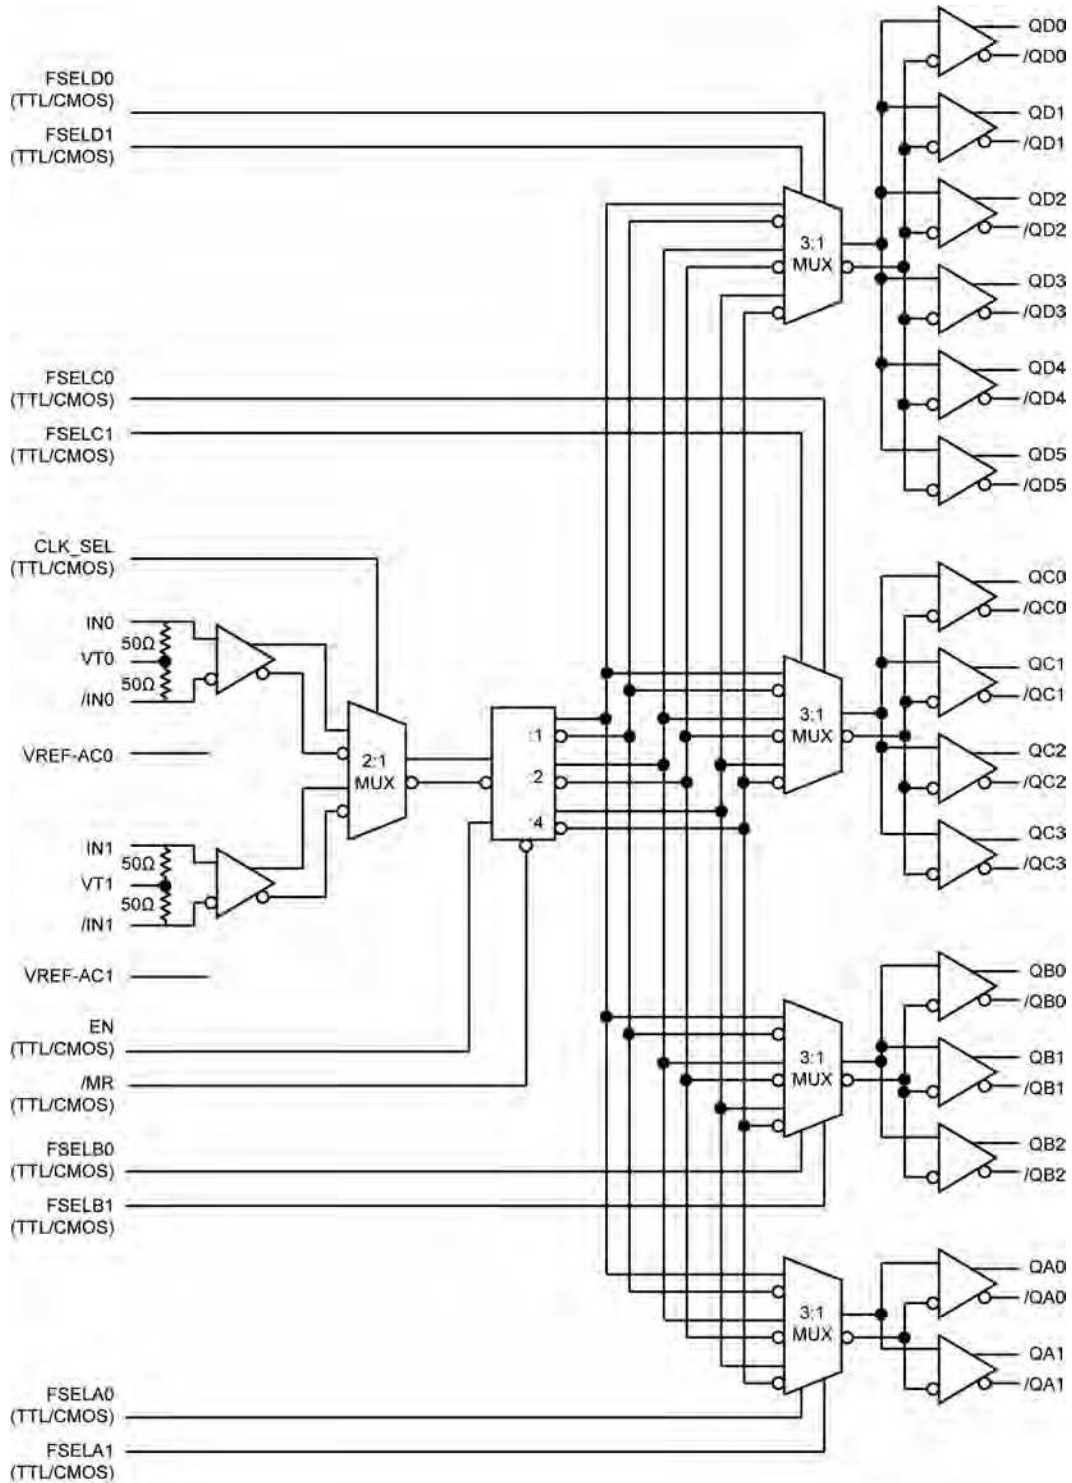 FSELD0
(TTL/CMOS)
FSELD1
(TTL/CMOS)
3:1
MUX
QD0
/QD0
QD1
/QD1
QD2
/QD2
QD3
/QD3
QD4
/QD4
QD5
/QD5
FSELC0
(TTL/CMOS)
FSELC1
(TTL/CMOS)
CLK_SEL
(TTL/CMOS)
IN0
50Ω
VT0
50Ω
/IN0
VREF-AC0
2:1
MUX
IN1
50Ω
VT1
50Ω
/IN1
VREF-AC1
:1
:2
:4
3:1
MUX
QC0
/QC0
QC1
/QC1
QC2
/QC2
QC3
/QC3
EN
(TTL/CMOS)
/MR
(TTL/CMOS)
FSELB0
(TTL/CMOS)
FSELB1
(TTL/CMOS)
3:1
MUX
QB0
/QB0
QB1
/QB1
QB2
/QB2
3:1
MUX
QA0
/QA0
QA1
/QA1
FSELA0
(TTL/CMOS)
FSELA1
(TTL/CMOS)